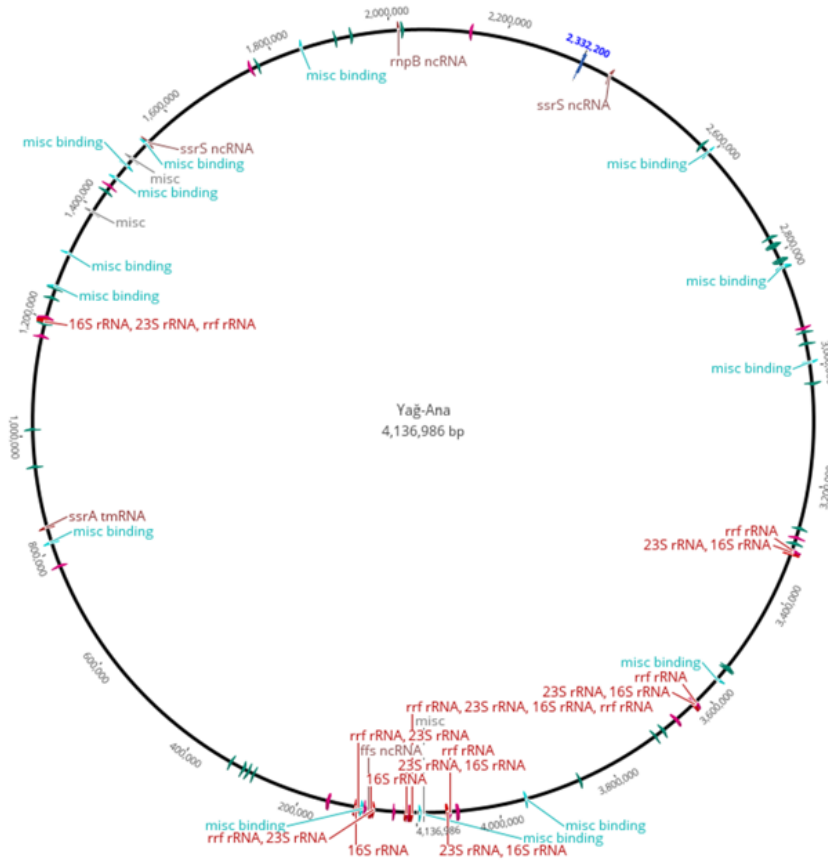 2,000,000
2,200,000
1,800,000
rnpB ncRNA
2,332,200
misc binding
ssrS ncRNA
1,600,000
2,600,000
misc binding
ssrS ncRNA
misc binding
misc binding
misc
misc binding
1,400,000
misc
2,800,000
misc binding
misc binding
misc binding
1,200,000
16S rRNA, 23S rRNA, rrf rRNA
misc binding
Yağ-Ana
4,136,986 bp
1,000,000
ssrA tmRNA
misc binding
800,000
rrf rRNA
23S rRNA, 16S rRNA
3,400,000
600,000
misc binding
rrf rRNA
23S rRNA, 16S rRNA
3,600,000
rrf rRNA, 23S rRNA, 16S rRNA, rrf rRNA
misc
rrf rRNA, 23S rRNA
400,000
ffs ncRNA
rrf rRNA
23S rRNA, 16S rRNA
16S rRNA
3,800,000
200,000
4,000,000
misc binding
4,136,986
misc binding
rrf rRNA, 23S rRNA
misc binding
16S rRNA
23S rRNA, 16S rRNA